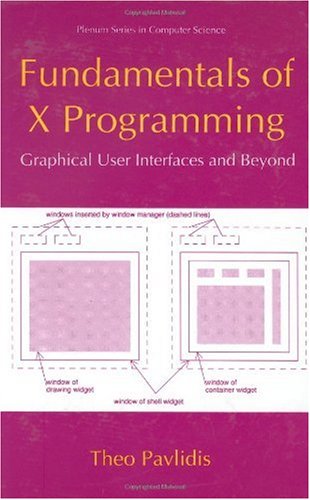 Plenum Series in Computer Science
Fundamentals of
X Programming
Graphical User Interfaces and Beyond
windows inserted by window manager (dashed lines)
window of
drawing widget
window of shell widget
window of
container widget
Theo Pavlidis